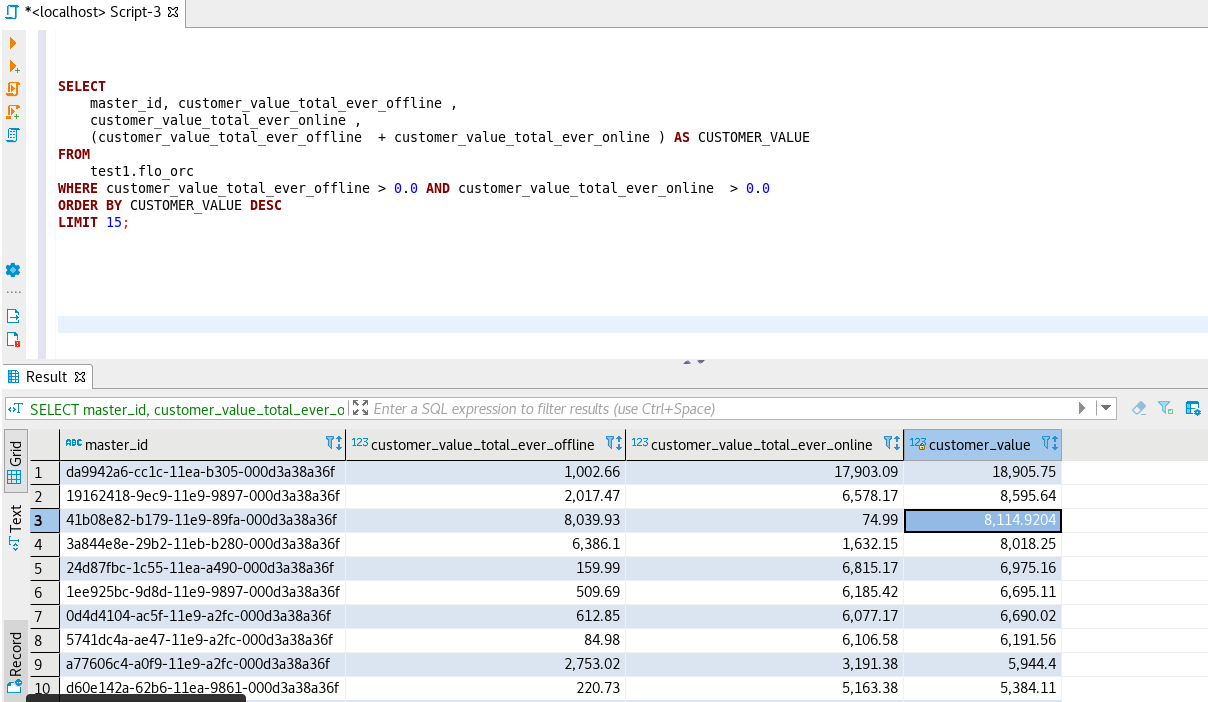 *<localhost> Script-3
SELECT
master_id, customer_value_total_ever_offline ,
customer_value_total_ever_online ,
(customer_value_total_ever_offline + customer_value_total_ever_online ) AS CUSTOMER_VALUE
FROM
test1.flo_orc
WHERE customer_value_total_ever_offline > 0.0 AND customer_value_total_ever_online > 0.0
ORDER BY CUSTOMER_VALUE DESC
LIMIT 15;
Result
SELECT master_id, customer_value_total_ever_o Enter a SQL expression to filter results (use Ctrl+Space)
Grid
Text
Record
ABC master_id 123 customer_value_total_ever_offline 123 customer_value_total_ever_online 123 customer_value
1 da9942a6-cc1c-11ea-b305-000d3a38a36f 1,002.66 17,903.09 18,905.75
2 19162418-9ec9-11e9-9897-000d3a38a36f 2,017.47 6,578.17 8,595.64
3 41b08e82-b179-11e9-89fa-000d3a38a36f 8,039.93 74.99 8,114.9204
4 3a844e8e-29b2-11eb-b280-000d3a38a36f 6,386.1 1,632.15 8,018.25
5 24d87fbc-1c55-11ea-a490-000d3a38a36f 159.99 6,815.17 6,975.16
6 1ee925bc-9d8d-11e9-9897-000d3a38a36f 509.69 6,185.42 6,695.11
7 0d4d4104-ac5f-11e9-a2fc-000d3a38a36f 612.85 6,077.17 6,690.02
8 5741dc4a-ae47-11e9-a2fc-000d3a38a36f 84.98 6,106.58 6,191.56
9 a77606c4-a0f9-11e9-a2fc-000d3a38a36f 2,753.02 3,191.38 5,944.4
10 d60e142a-62b6-11ea-9861-000d3a38a36f 220.73 5,163.38 5,384.11